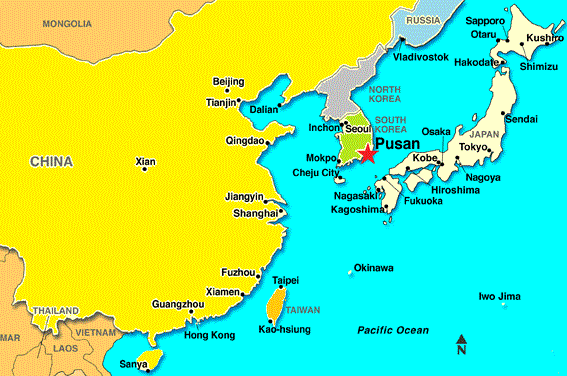 RUSSIA
MONGOLIA
Sapporo
Otaru
Kushiro
Vladivostok
Hakodate
Shimizu
Beijing
NORTH
KOREA
Tianjin
Dalian
Sendai
Inchon
Seoul
SOUTH
KOREA
Osaka
JAPAN
Qingdao
Pusan
Tokyo
CHINA
Xian
Mokpo
Kobe
Cheju City
Nagoya
Hiroshima
Jiangyin
Nagasaki
Fukuoka
Shanghai
Kagoshima
Fuzhou
Taipei
Okinawa
Xiamen
Iwo Jima
Guangzhou
THAILAND
TAIWAN
Hong Kong
Kao-hsiung
Pacific Ocean
MAR
VIETNAM
LAOS
N
Sanya